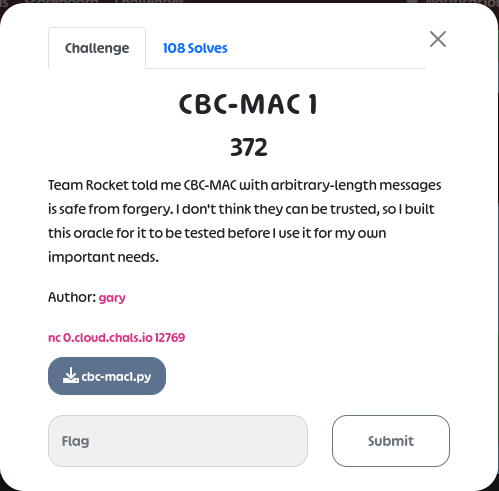 Challenge
108 Solves
CBC-MAC 1
372
Team Rocket told me CBC-MAC with arbitrary-length messages
is safe from forgery. I don't think they can be trusted, so I built
this oracle for it to be tested before I use it for my own
important needs.
Author: gary
nc 0.cloud.chals.io 12769
cbc-mac1.py
Flag
Submit